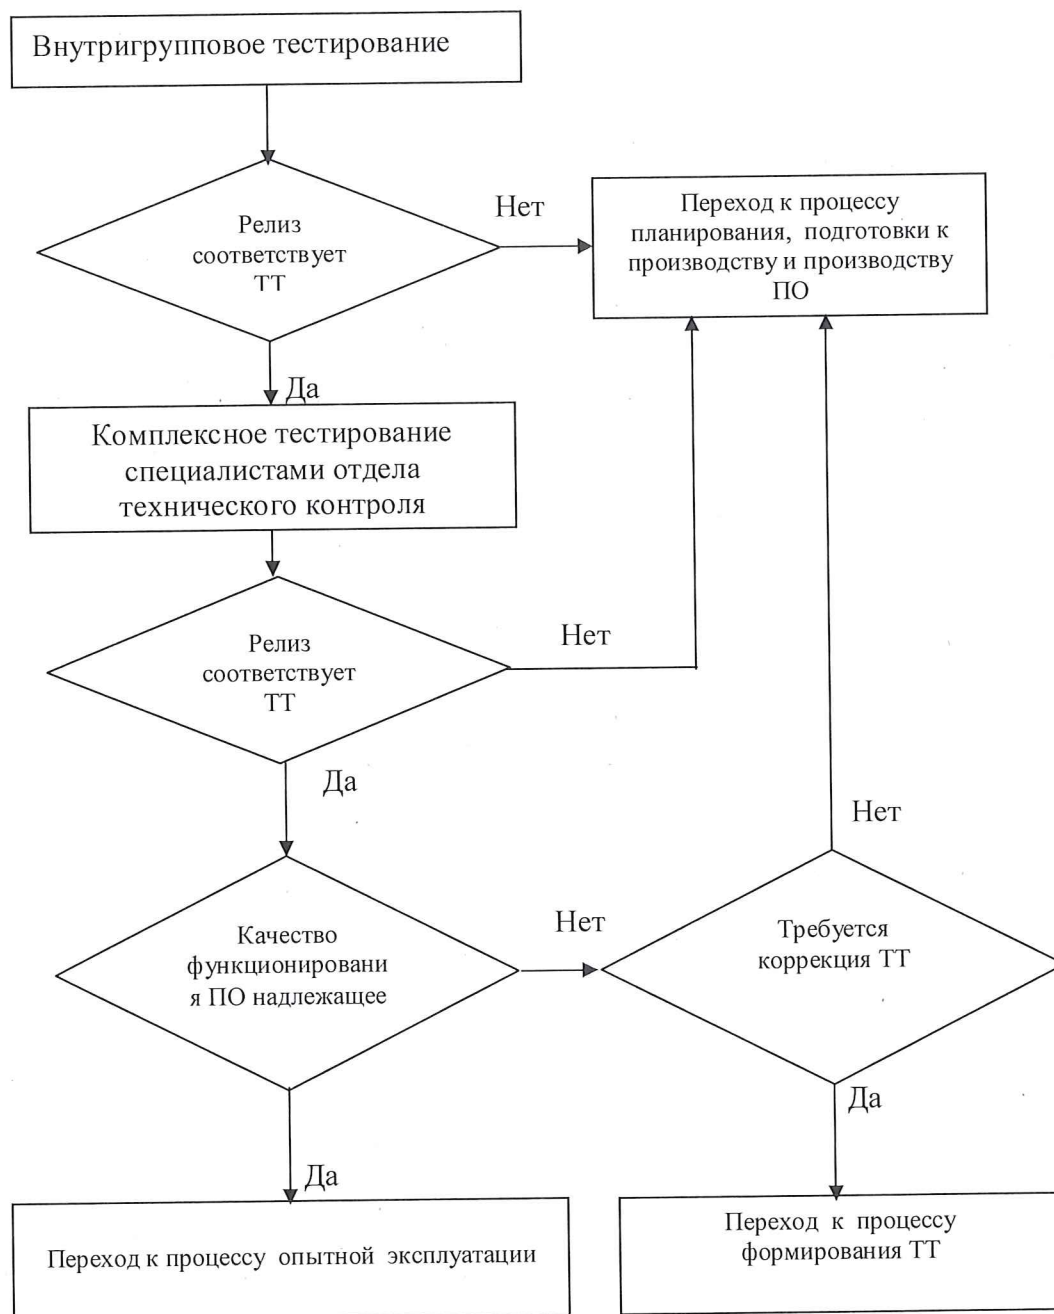 Внутригрупповое тестирование
Релиз
соответствует
ТТ
Нет
Переход к процессу
планирования, подготовки к
производству и производству
ПО
Да
Комплексное тестирование
специалистами отдела
технического контроля
Релиз
соответствует
ТТ
Нет
Да
Качество
функционировани
я ПО надлежащее
Нет
Требуется
коррекция ТТ
Нет
Да
Да
Переход к процессу опытной эксплуатации
Переход к процессу
формирования ТТ